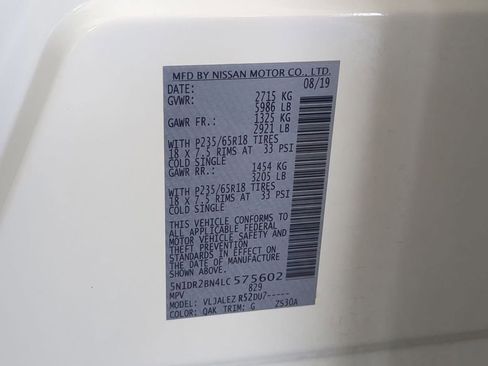 MFD BY NISSAN MOTOR CO., LTD.
DATE: 08/19
GVWR: 2715 KG
5986 LB
GAWR FR.: 1325 KG
2921 LB
WITH P235/65R18 TIRES
18 X 7.5 RIMS AT 33 PSI
COLD SINGLE
GAWR RR.: 1454 KG
3205 LB
WITH P235/65R18 TIRES
18 X 7.5 RIMS AT 33 PSI
COLD SINGLE
THIS VEHICLE CONFORMS TO
ALL APPLICABLE FEDERAL
MOTOR VEHICLE SAFETY AND
THEFT PREVENTION
STANDARDS IN EFFECT ON
THE DATE OF MANUFACTURE
SHOWN ABOVE.
5N1DR2BN4LC575602
MPV 829
MODEL: VLJALEZ R52DU7-----
COLOR: QAK TRIM: G ZS30A